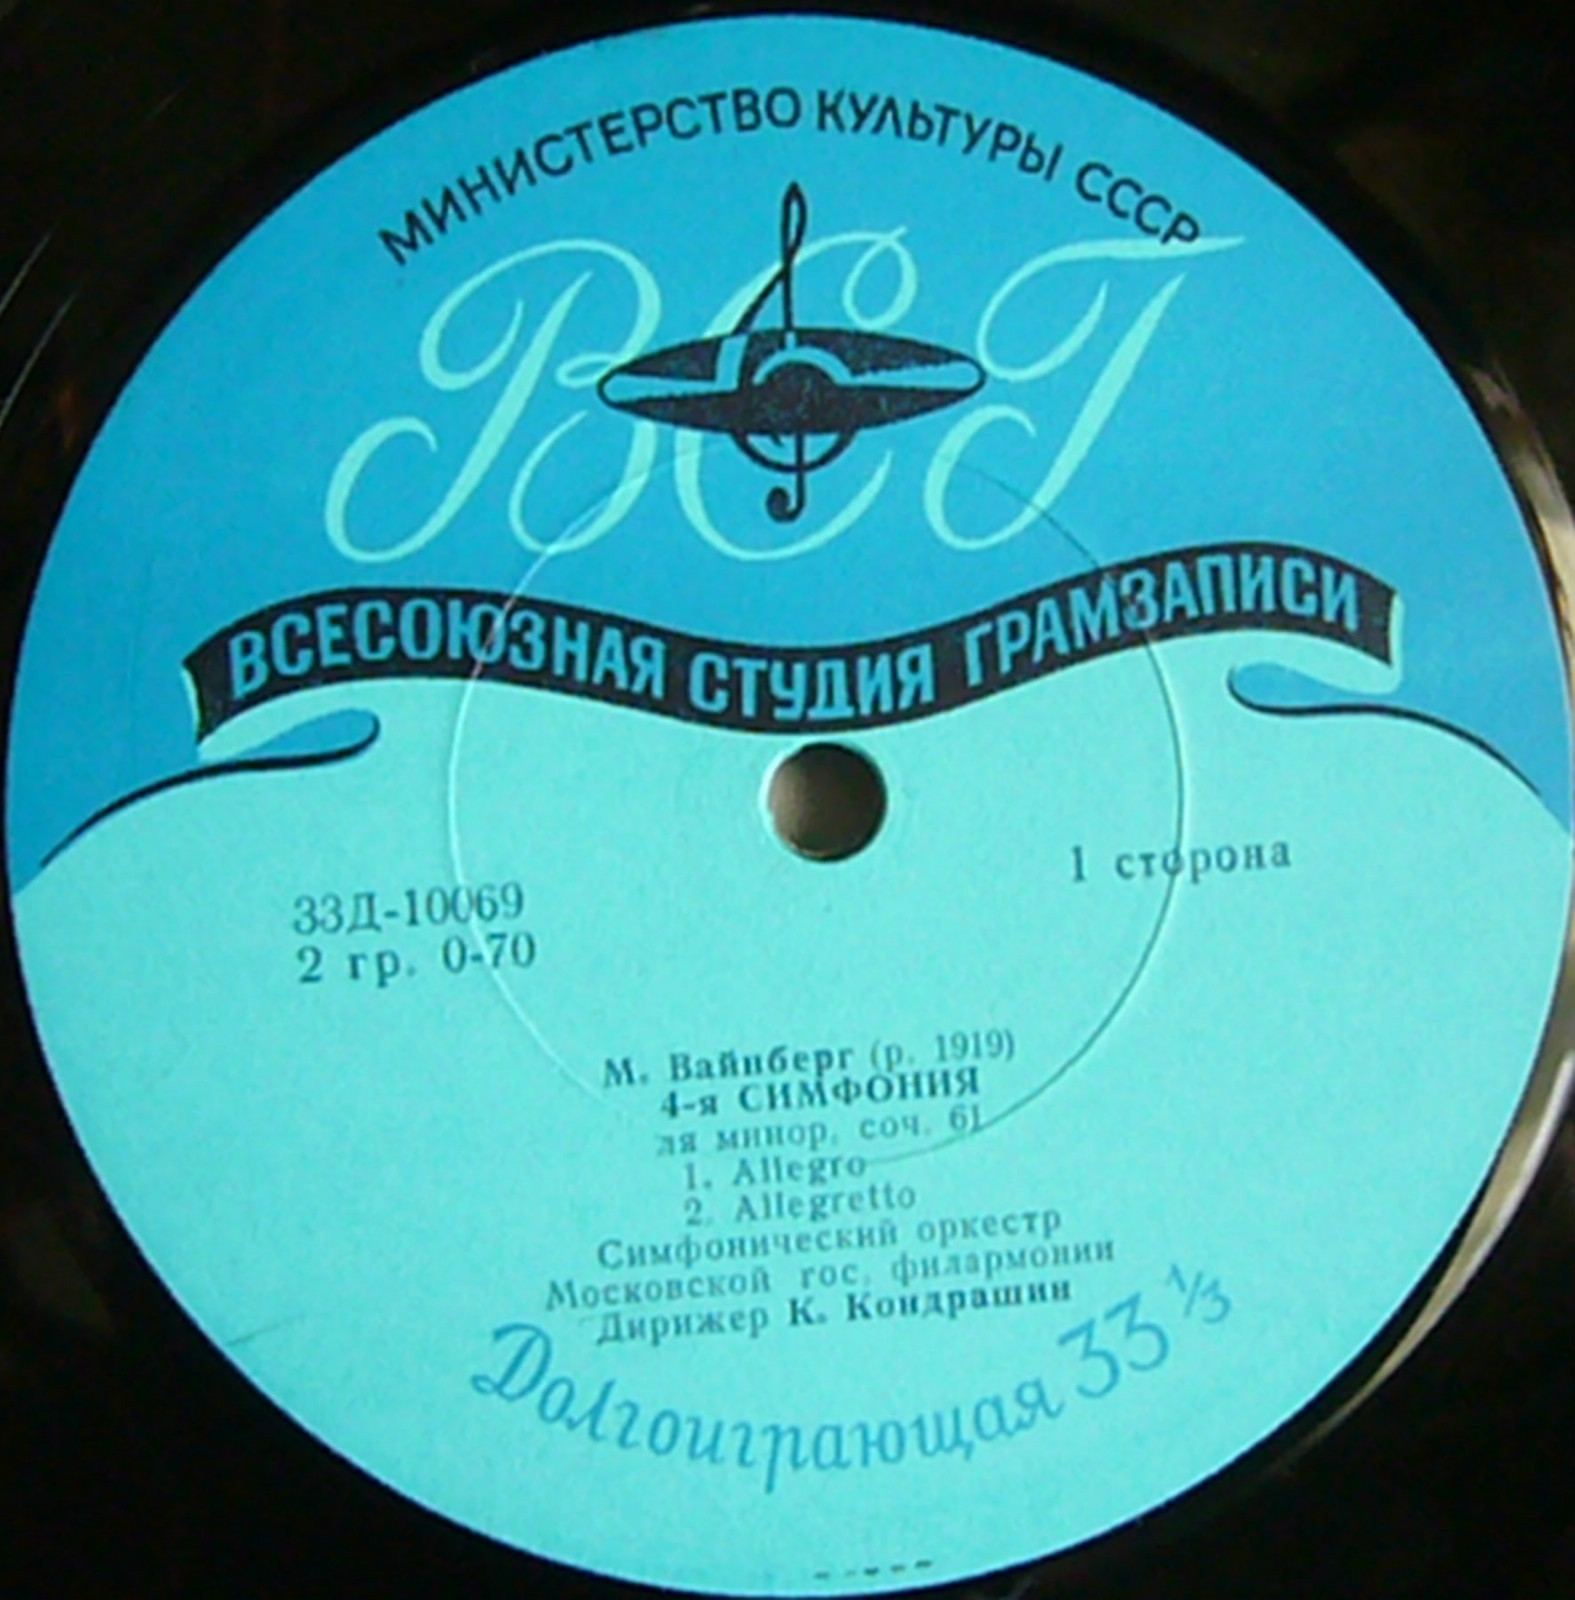 МИНИСТЕРСТВО КУЛЬТУРЫ СССР
ВСГ
ВСЕСОЮЗНАЯ СТУДИЯ ГРАМЗАПИСИ
1 сторона
33Д-10069
2 гр. 0-70
М. Вайнберг (р. 1919)
4-я СИМФОНИЯ
ля минор, соч. 61
1. Allegro
2. Allegretto
Симфонический оркестр
Московской гос. филармонии
Дирижер К. Кондрашин
Долгоиграющая 33 1/3